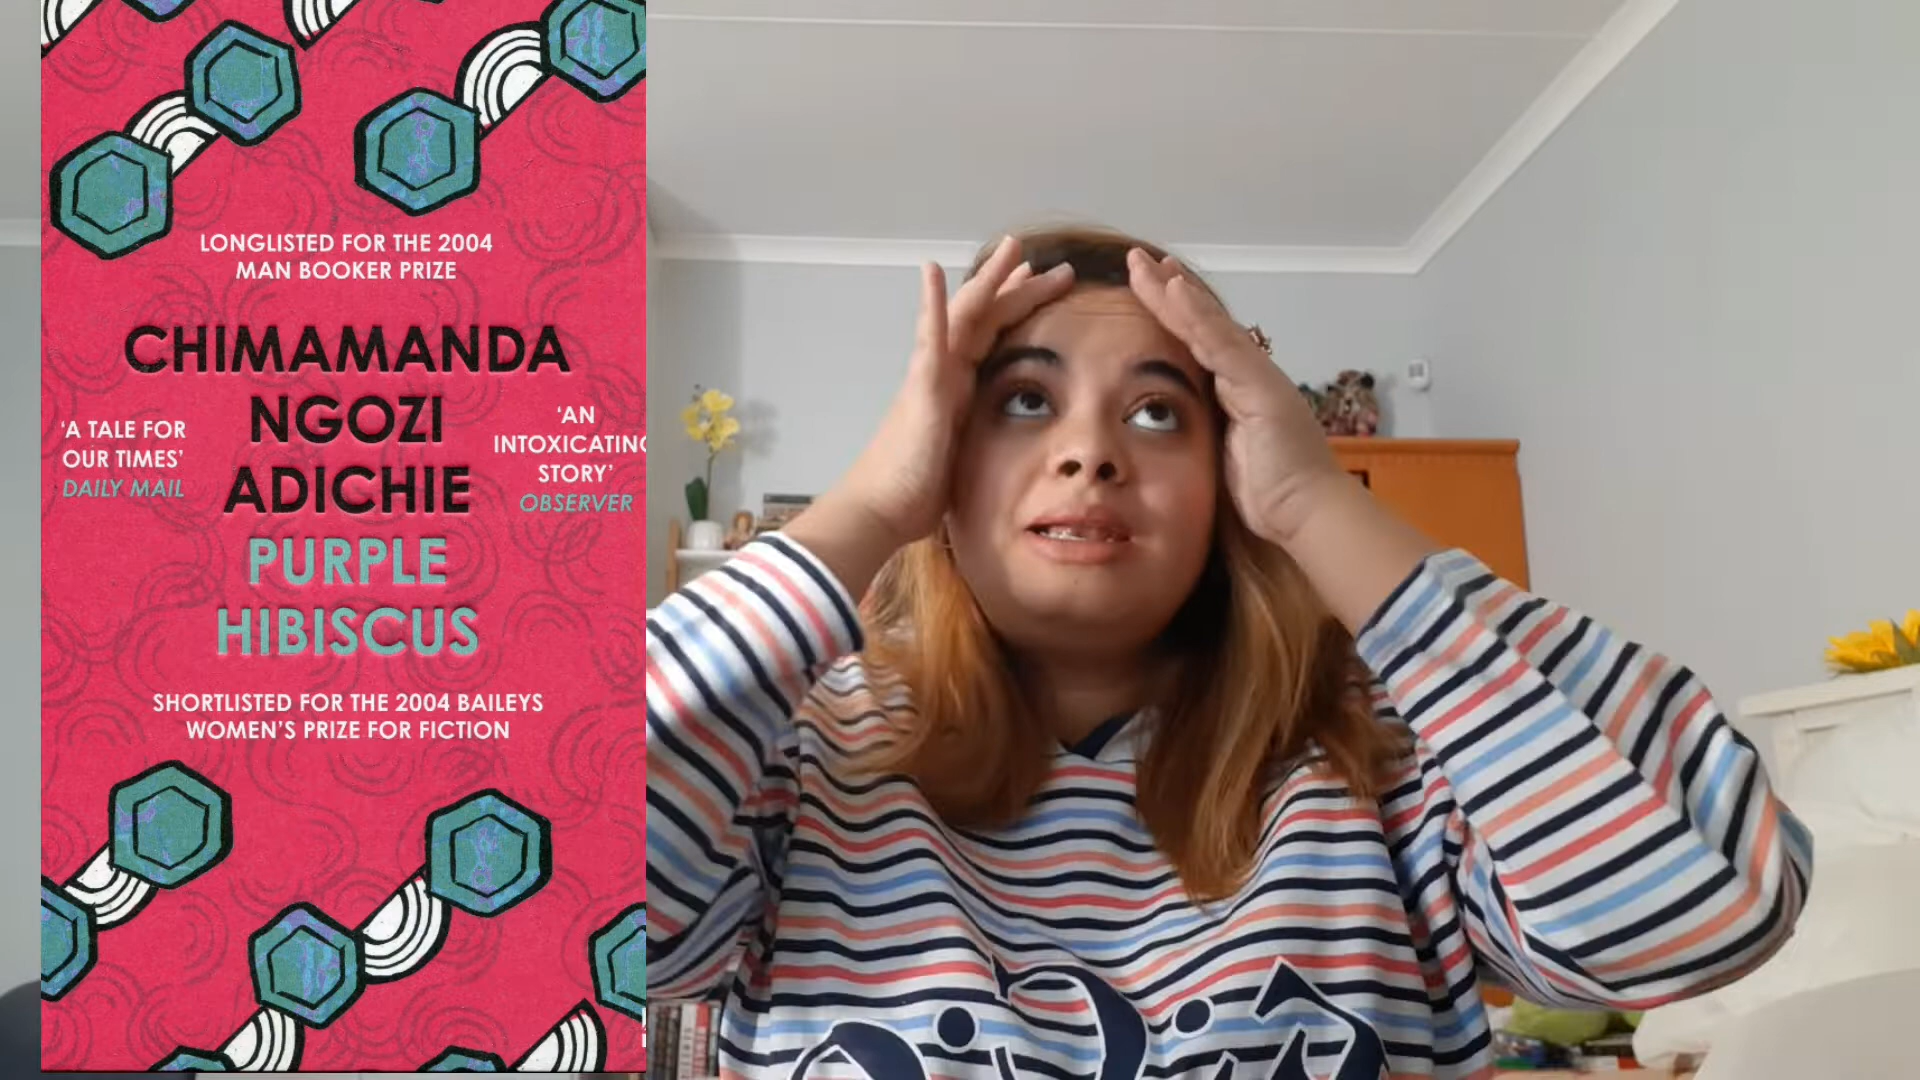 LONGLISTED FOR THE 2004
MAN BOOKER PRIZE
CHIMAMANDA
NGOZI
ADICHIE
'A TALE FOR
OUR TIMES'
DAILY MAIL
'AN
INTOXICATING
STORY'
OBSERVER
PURPLE
HIBISCUS
SHORTLISTED FOR THE 2004 BAILEYS
WOMEN'S PRIZE FOR FICTION